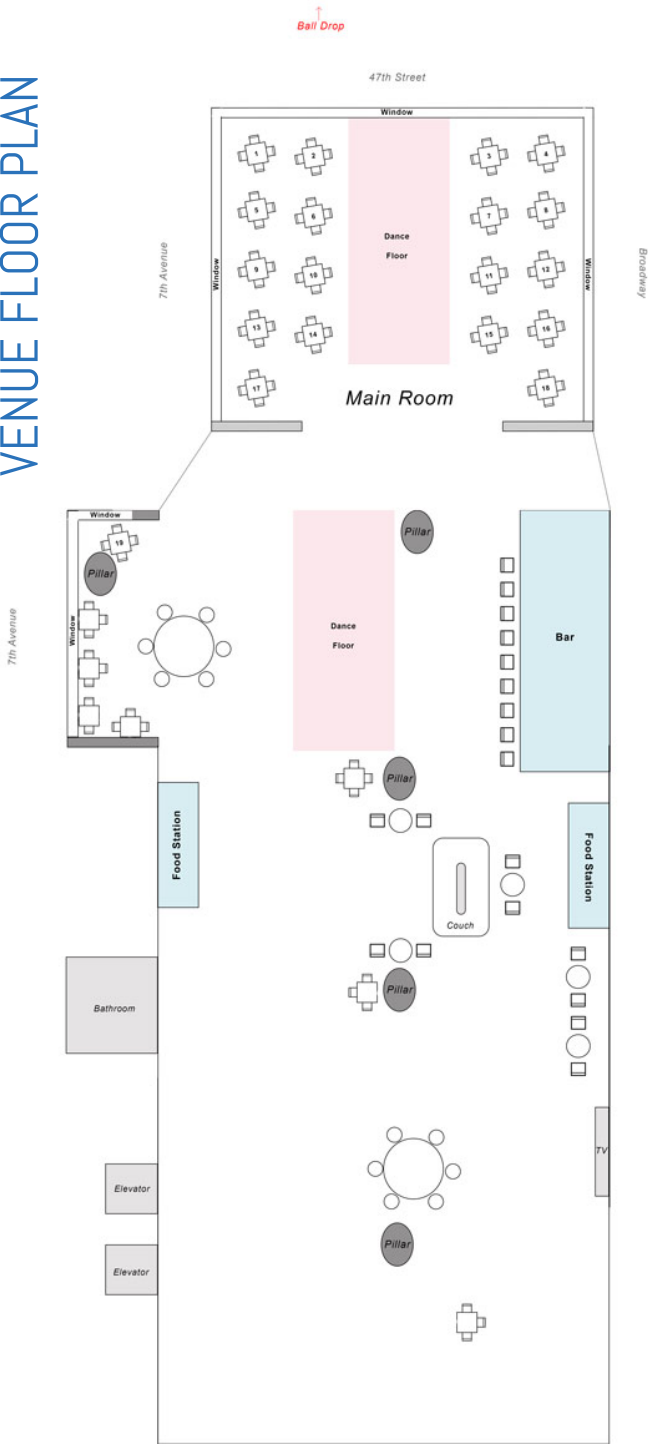 VENUE FLOOR PLAN
Ball Drop
47th Street
Window
1
2
3
4
5
6
7
8
Dance
Floor
7th Avenue
Window
Window
Broadway
9
10
11
12
13
14
15
16
17
18
Main Room
Window
19
Pillar
Pillar
7th Avenue
Window
Dance
Floor
Bar
Pillar
Food Station
Food Station
Couch
Pillar
Bathroom
TV
Elevator
Pillar
Elevator